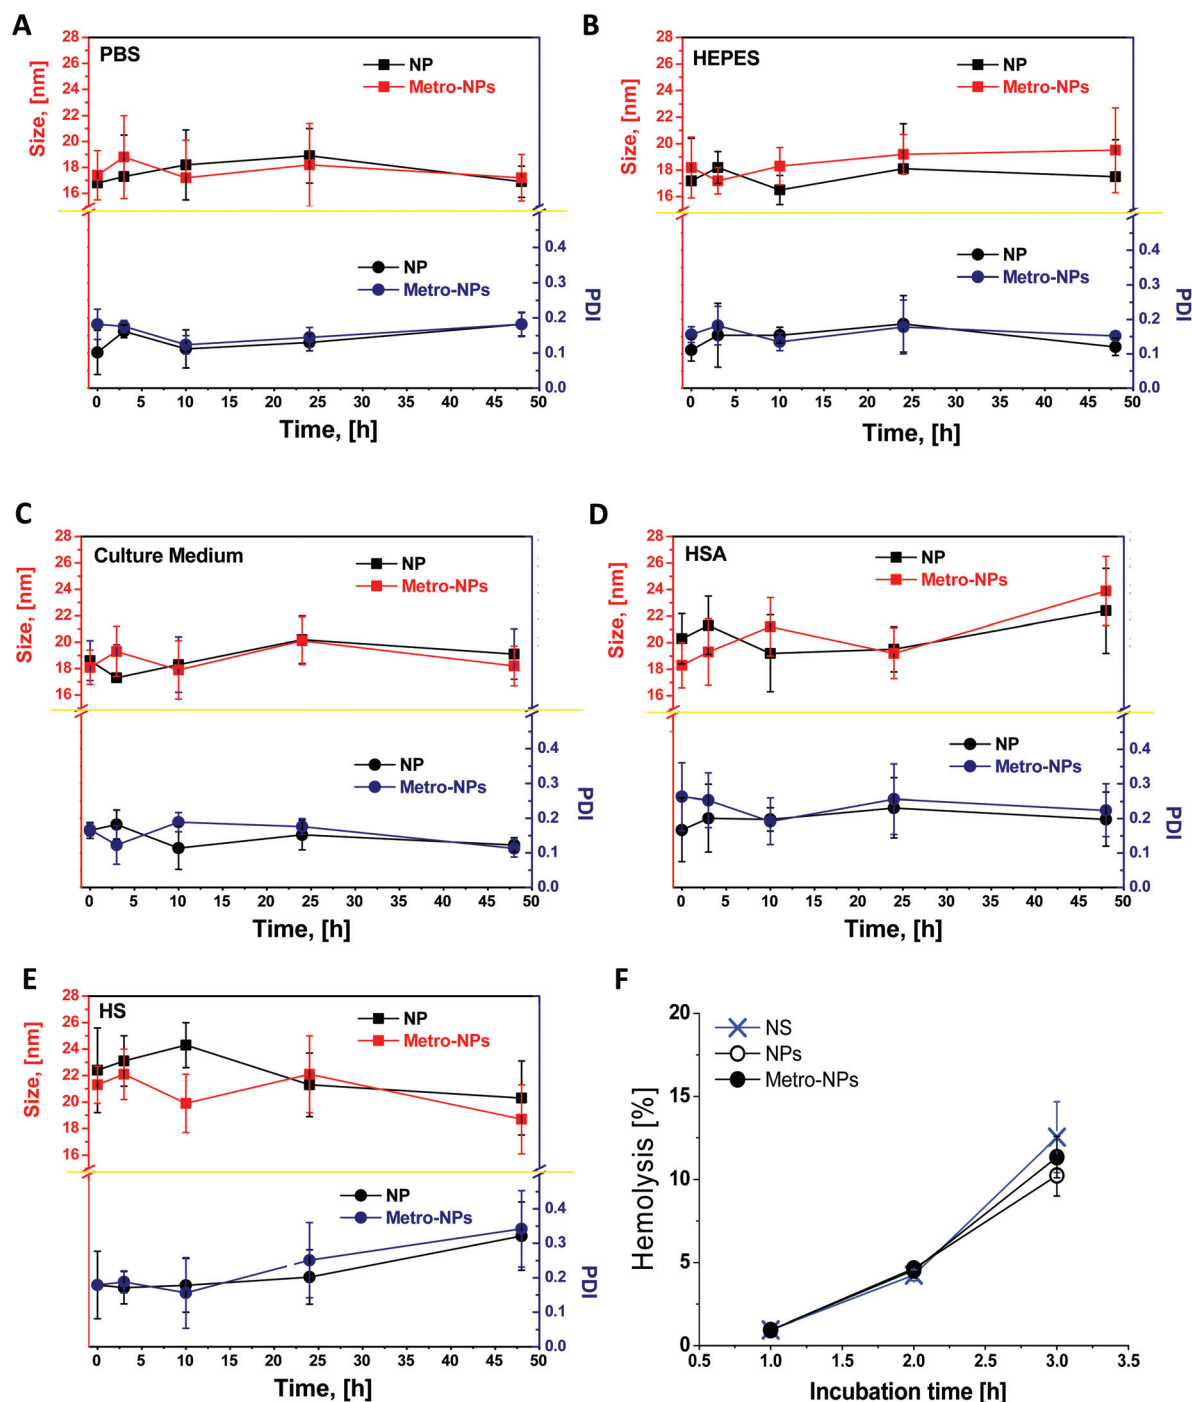 A
PBS
NP
Metro-NPs
Size, [nm]
28
26
24
22
20
18
16
NP
Metro-NPs
0.4
0.3
0.2
0.1
0.0
PDI
0 5 10 15 20 25 30 35 40 45 50
Time, [h]
B
HEPES
NP
Metro-NPs
Size, [nm]
28
26
24
22
20
18
16
NP
Metro-NPs
0.4
0.3
0.2
0.1
0.0
PDI
0 5 10 15 20 25 30 35 40 45 50
Time, [h]
C
Culture Medium
NP
Metro-NPs
Size, [nm]
28
26
24
22
20
18
16
NP
Metro-NPs
0.4
0.3
0.2
0.1
0.0
PDI
0 5 10 15 20 25 30 35 40 45 50
Time, [h]
D
HSA
NP
Metro-NPs
Size, [nm]
28
26
24
22
20
18
16
NP
Metro-NPs
0.4
0.3
0.2
0.1
0.0
PDI
0 5 10 15 20 25 30 35 40 45 50
Time, [h]
E
HS
NP
Metro-NPs
Size, [nm]
28
26
24
22
20
18
16
NP
Metro-NPs
0.4
0.3
0.2
0.1
0.0
PDI
0 5 10 15 20 25 30 35 40 45 50
Time, [h]
F
NS
NPs
Metro-NPs
Hemolysis [%]
20
15
10
5
0
0.5 1.0 1.5 2.0 2.5 3.0 3.5
Incubation time [h]